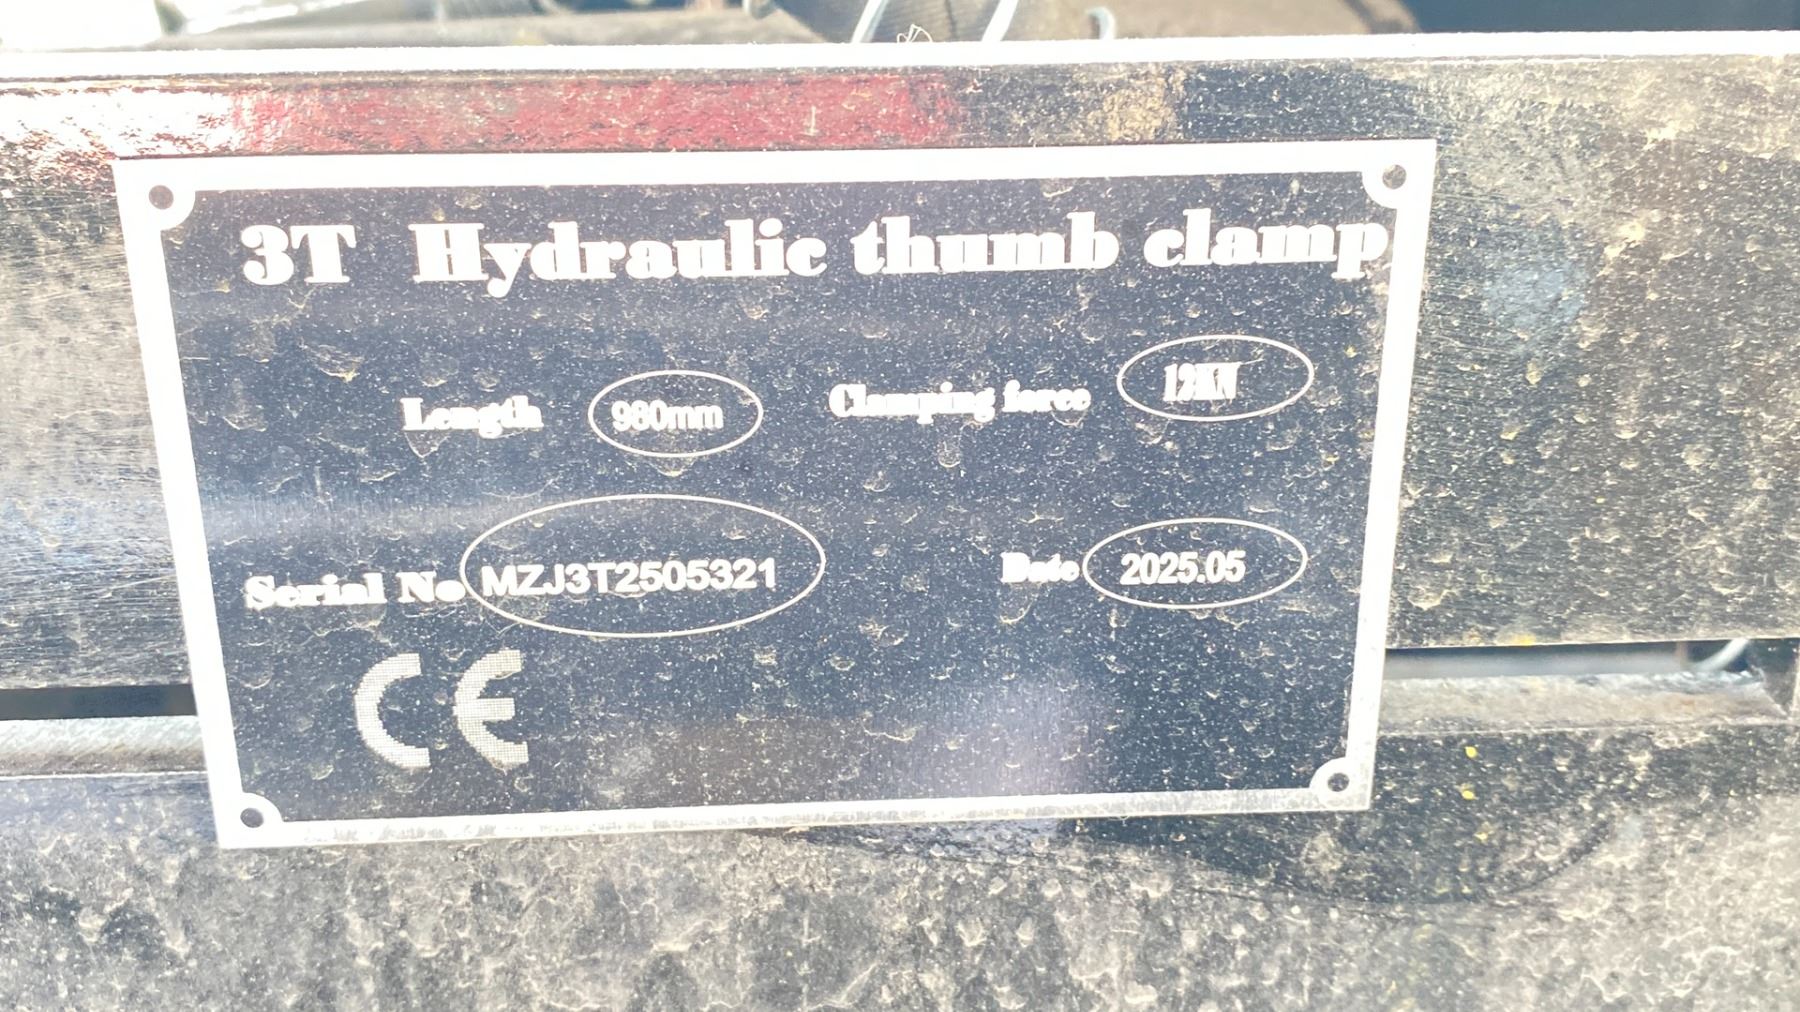 3T Hydraulic thumb clamp
Length 980mm Clamping force 12KN
Serial No MZJ3T2505321 Date 2025.05
CE